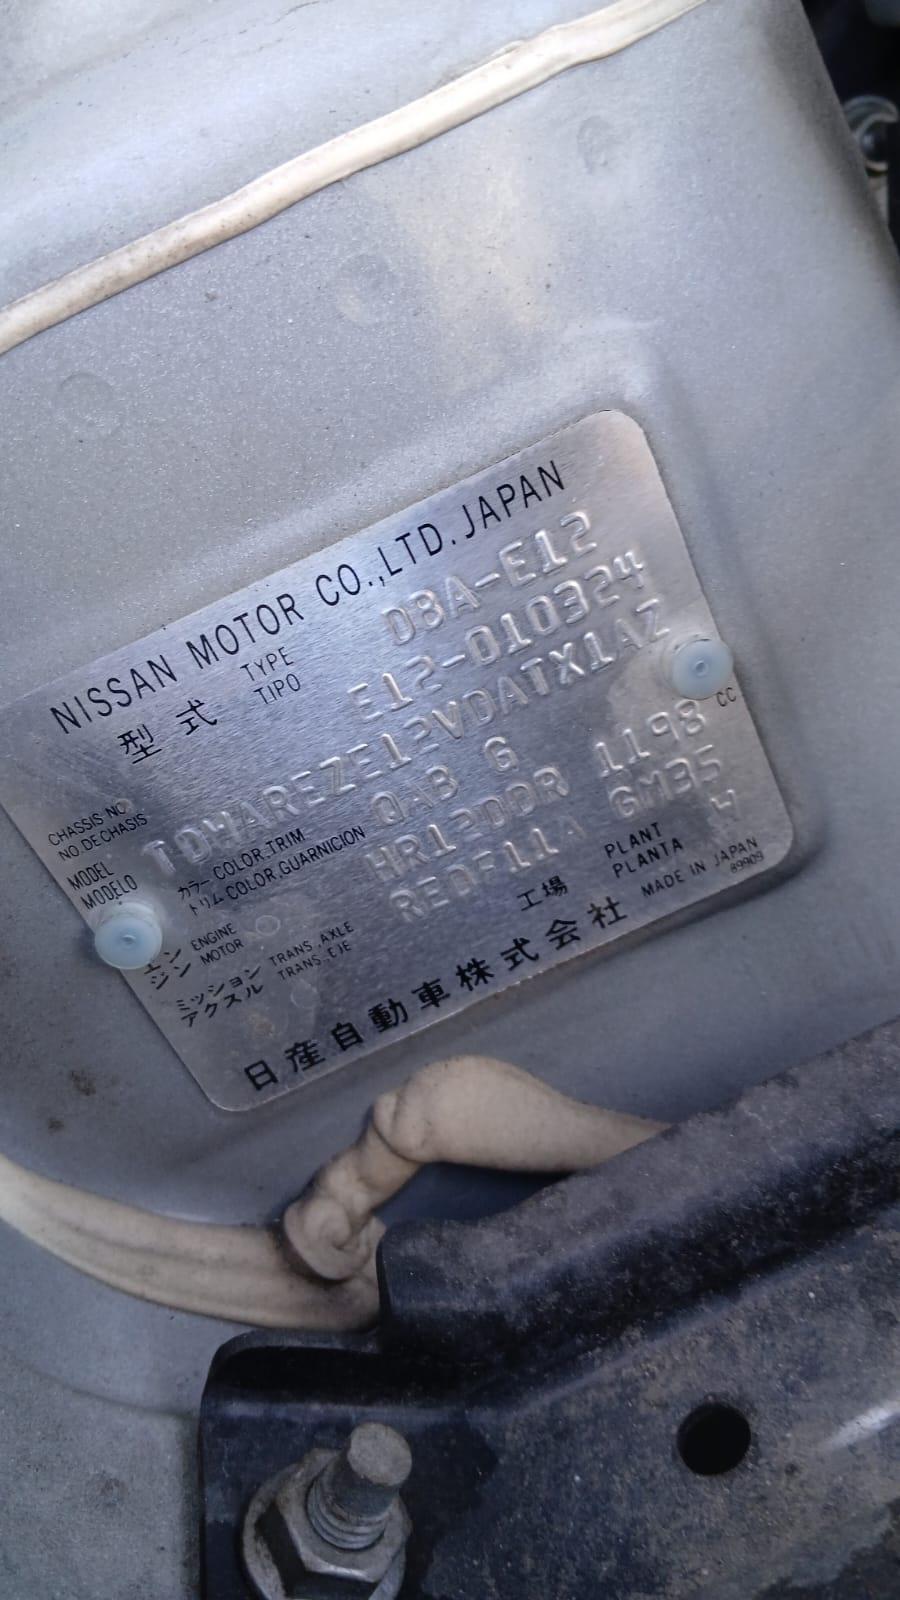 NISSAN MOTOR CO.,LTD. JAPAN
型式 TYPE TIPO DBA-E12
CHASSIS NO. NO. DE CHASIS E12-010324
MODEL MODELO TDWAREZE12VDATX1AZ
カラー トリム COLOR.TRIM COLOR.GUARNICION QAB G
エンジン ENGINE MOTOR HR12DDR 1198 CC
ミッション アクスル TRANS.AXLE TRANS.EJE RE0F11A GM35
工場 PLANT PLANTA W
日産自動車株式会社 MADE IN JAPAN
89909